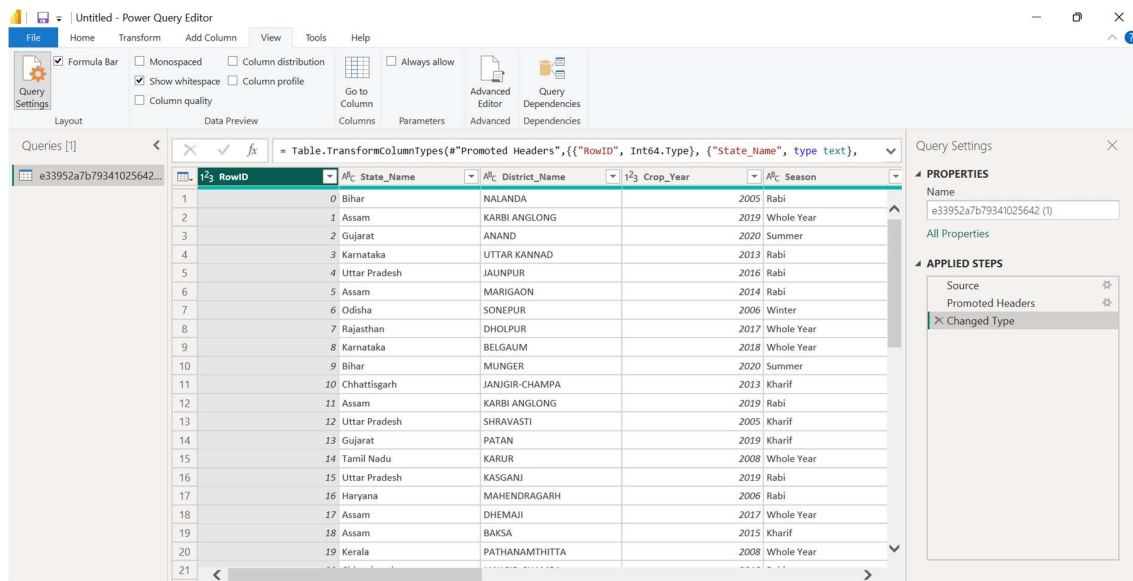 Untitled - Power Query Editor
File Home Transform Add Column View Tools Help
Query Settings
Formula Bar
Layout
Monospaced Column distribution
Show whitespace Column profile
Column quality
Data Preview
Go to Column
Columns
Always allow
Parameters
Advanced Editor
Advanced
Query Dependencies
Dependencies
Queries [1]
e33952a7b79341025642...
fx = Table.TransformColumnTypes(#"Promoted Headers",{{"RowID", Int64.Type}, {"State_Name", type text},
1²3 RowID ABC State_Name ABC District_Name 1²3 Crop_Year ABC Season
1 0 Bihar NALANDA 2005 Rabi
2 1 Assam KARBI ANGLONG 2019 Whole Year
3 2 Gujarat ANAND 2020 Summer
4 3 Karnataka UTTAR KANNAD 2013 Rabi
5 4 Uttar Pradesh JAUNPUR 2016 Rabi
6 5 Assam MARIGAON 2014 Rabi
7 6 Odisha SONEPUR 2006 Winter
8 7 Rajasthan DHOLPUR 2017 Whole Year
9 8 Karnataka BELGAUM 2018 Whole Year
10 9 Bihar MUNGER 2020 Summer
11 10 Chhattisgarh JANJGIR-CHAMPA 2013 Kharif
12 11 Assam KARBI ANGLONG 2019 Rabi
13 12 Uttar Pradesh SHRAVASTI 2005 Kharif
14 13 Gujarat PATAN 2019 Kharif
15 14 Tamil Nadu KARUR 2008 Whole Year
16 15 Uttar Pradesh KASGANJ 2019 Rabi
17 16 Haryana MAHENDRAGARH 2006 Rabi
18 17 Assam DHEMAJI 2017 Whole Year
19 18 Assam BAKSA 2015 Kharif
20 19 Kerala PATHANAMTHITTA 2008 Whole Year
21
Query Settings
PROPERTIES
Name
e33952a7b79341025642 (1)
All Properties
APPLIED STEPS
Source
Promoted Headers
Changed Type